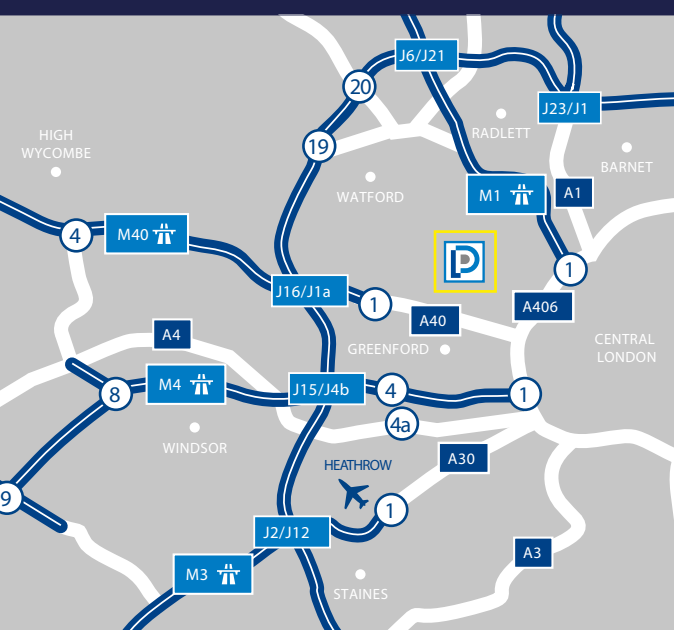 J6/J21
20
J23/J1
HIGH
WYCOMBE
RADLETT
19
BARNET
WATFORD
M1
A1
4
M40
P
1
J16/J1a
1
A406
A40
A4
GREENFORD
CENTRAL
LONDON
8
M4
J15/J4b
4
1
4a
WINDSOR
HEATHROW
A30
9
1
J2/J12
A3
M3
STAINES